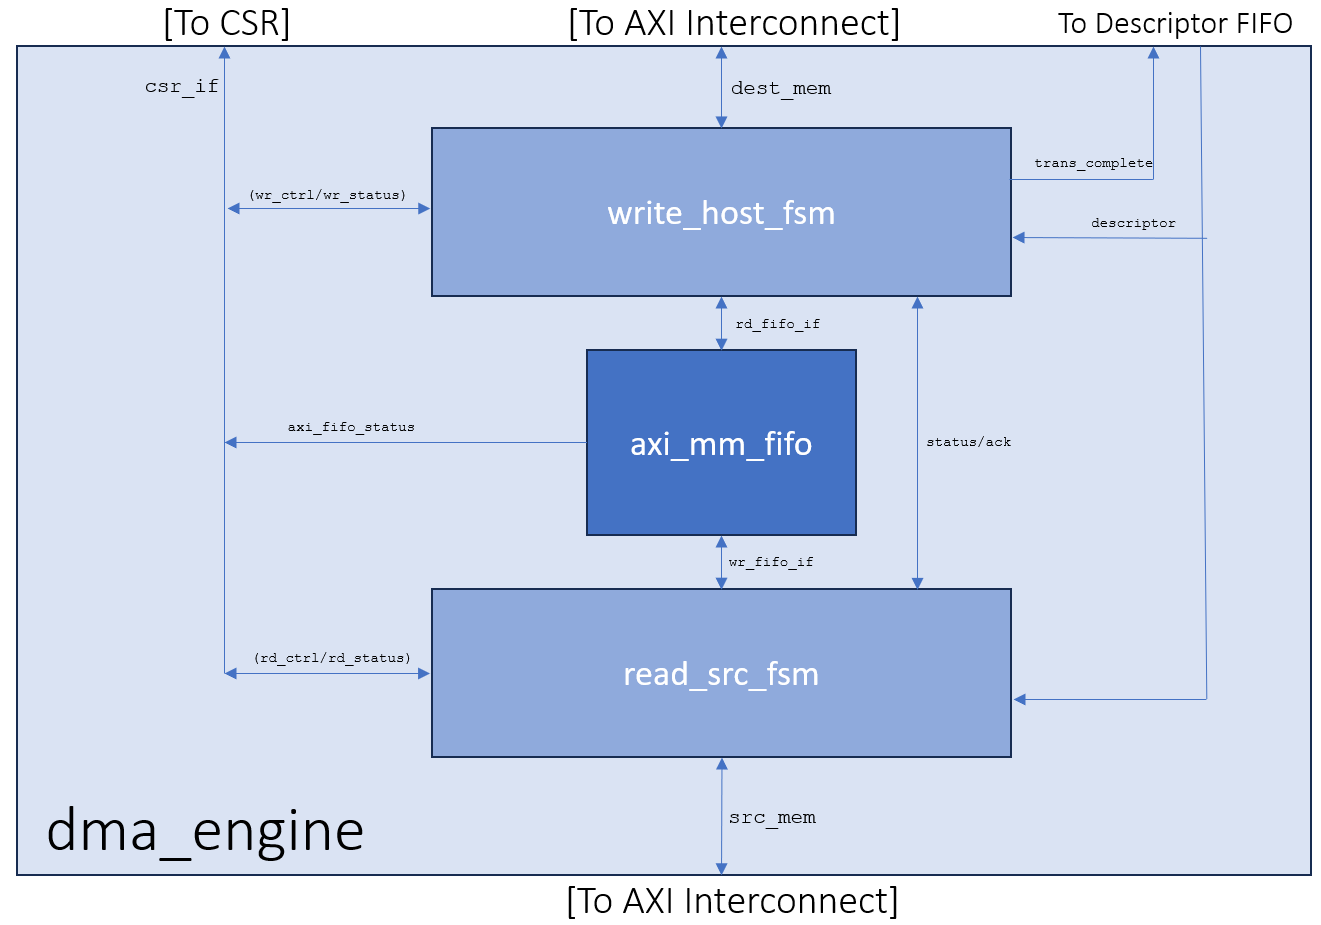 [To CSR]
[To AXI Interconnect]
To Descriptor FIFO
csr_if
dest_mem
trans_complete
(wr_ctrl/wr_status)
write_host_fsm
descriptor
rd_fifo_if
axi_fifo_status
axi_mm_fifo
status/ack
wr_fifo_if
(rd_ctrl/rd_status)
read_src_fsm
src_mem
dma_engine
[To AXI Interconnect]